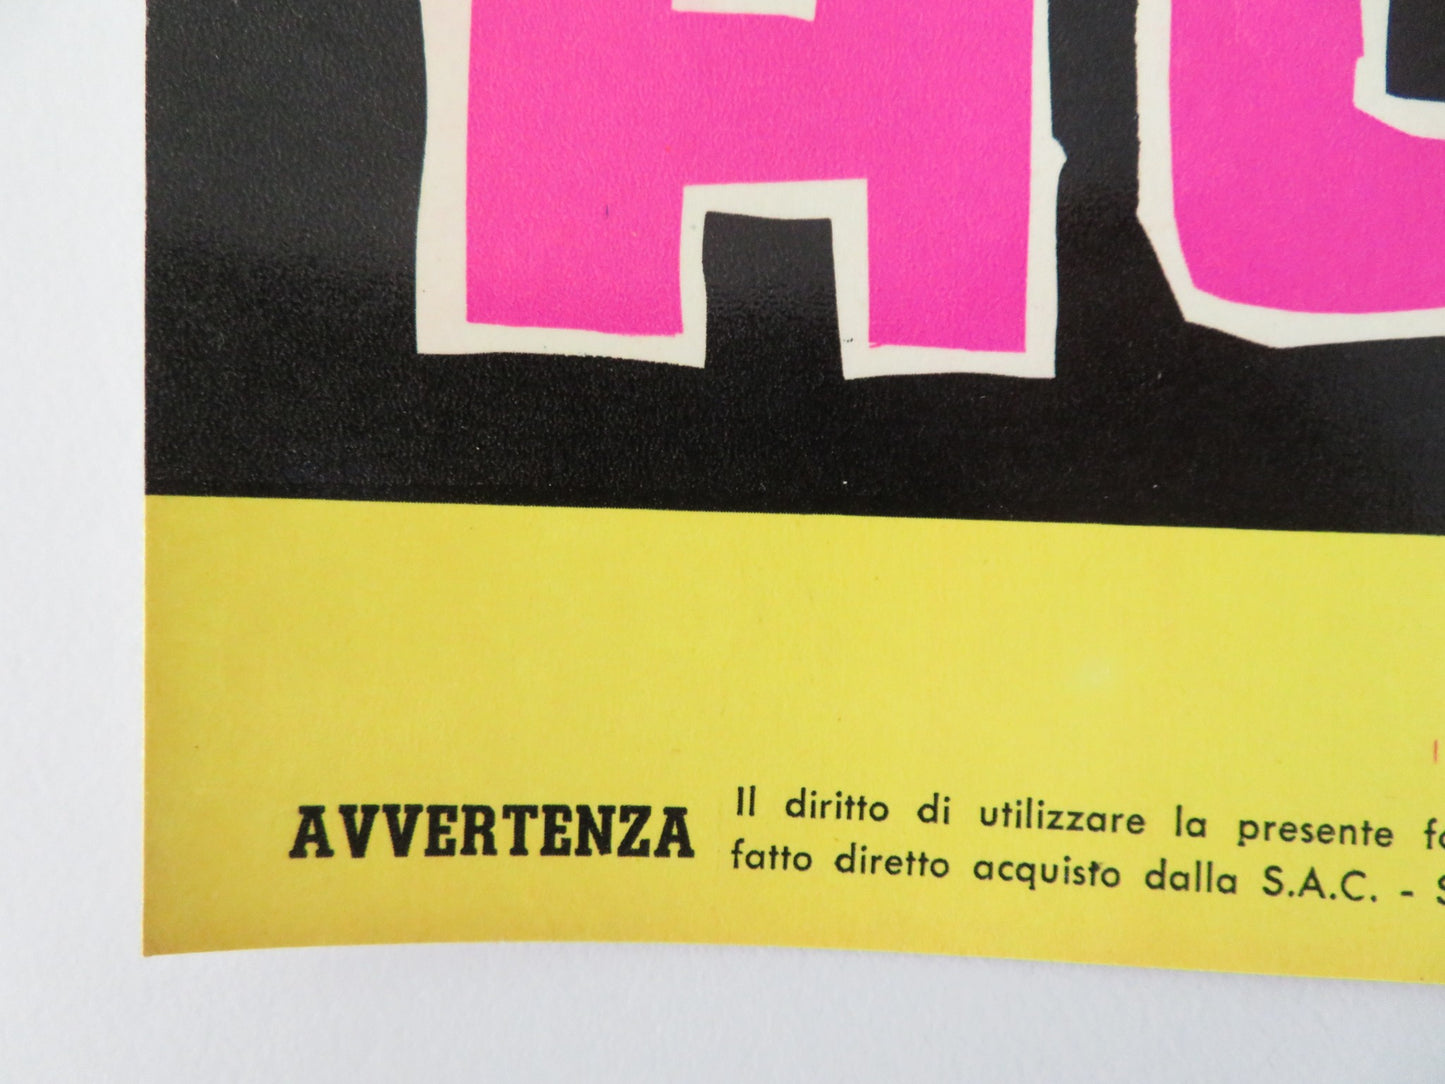 AVVERTENZA
Il diritto di utilizzare la presente
fatto diretto acquisto dalla S.A.C. -